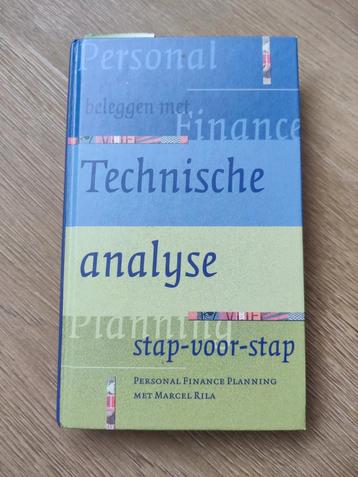 Personal
beleggen met
Finance
Technische
analyse
Planning
stap-voor-stap
Personal Finance Planning
met Marcel Rila